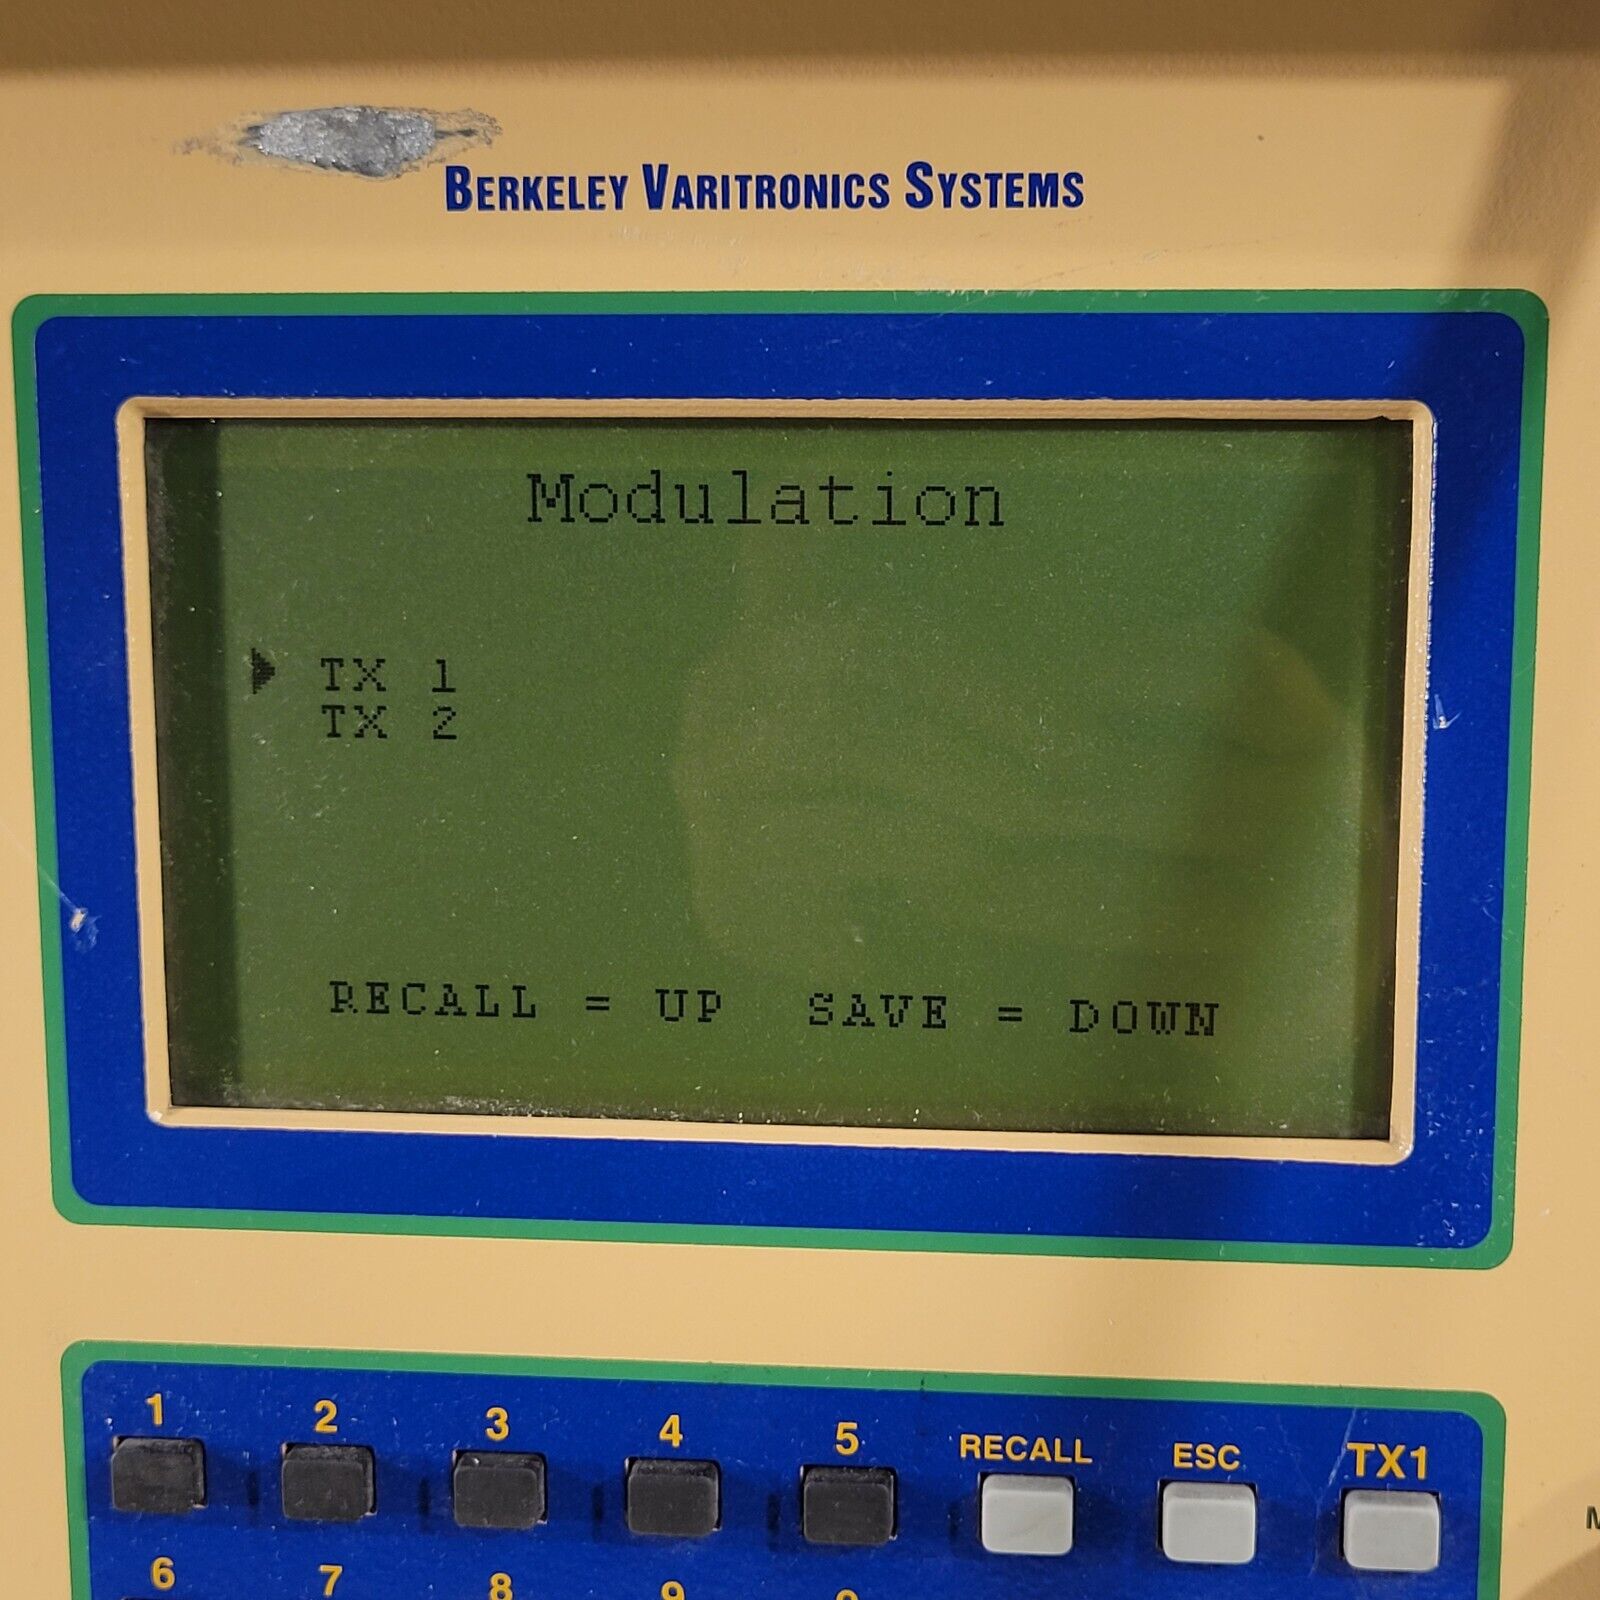 BERKELEY VARITRONICS SYSTEMS
Modulation
TX 1
TX 2
RECALL = UP SAVE = DOWN
1 2 3 4 5 RECALL ESC TX1
6 7 8 9